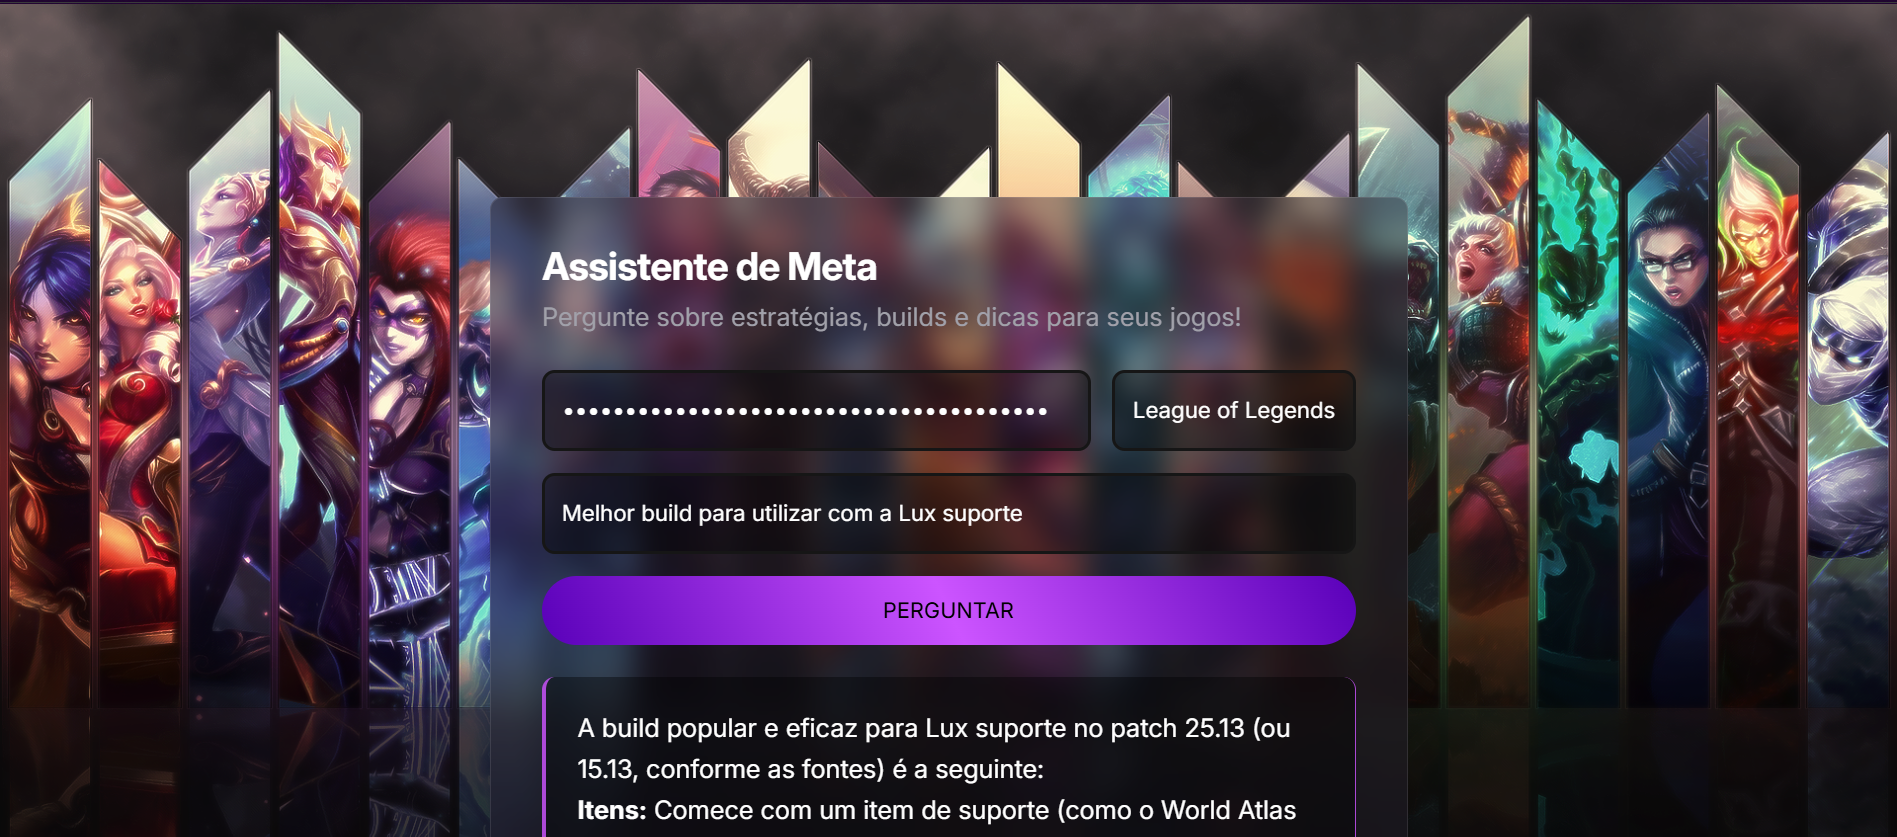 Assistente de Meta
Pergunte sobre estratégias, builds e dicas para seus jogos!
••••••••••••••••••••••••••••••••••••••• League of Legends
Melhor build para utilizar com a Lux suporte
PERGUNTAR
A build popular e eficaz para Lux suporte no patch 25.13 (ou
15.13, conforme as fontes) é a seguinte:
Itens: Comece com um item de suporte (como o World Atlas